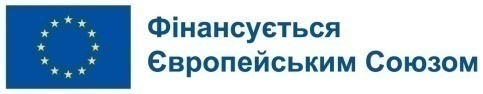 Фінансується
Європейським Союзом